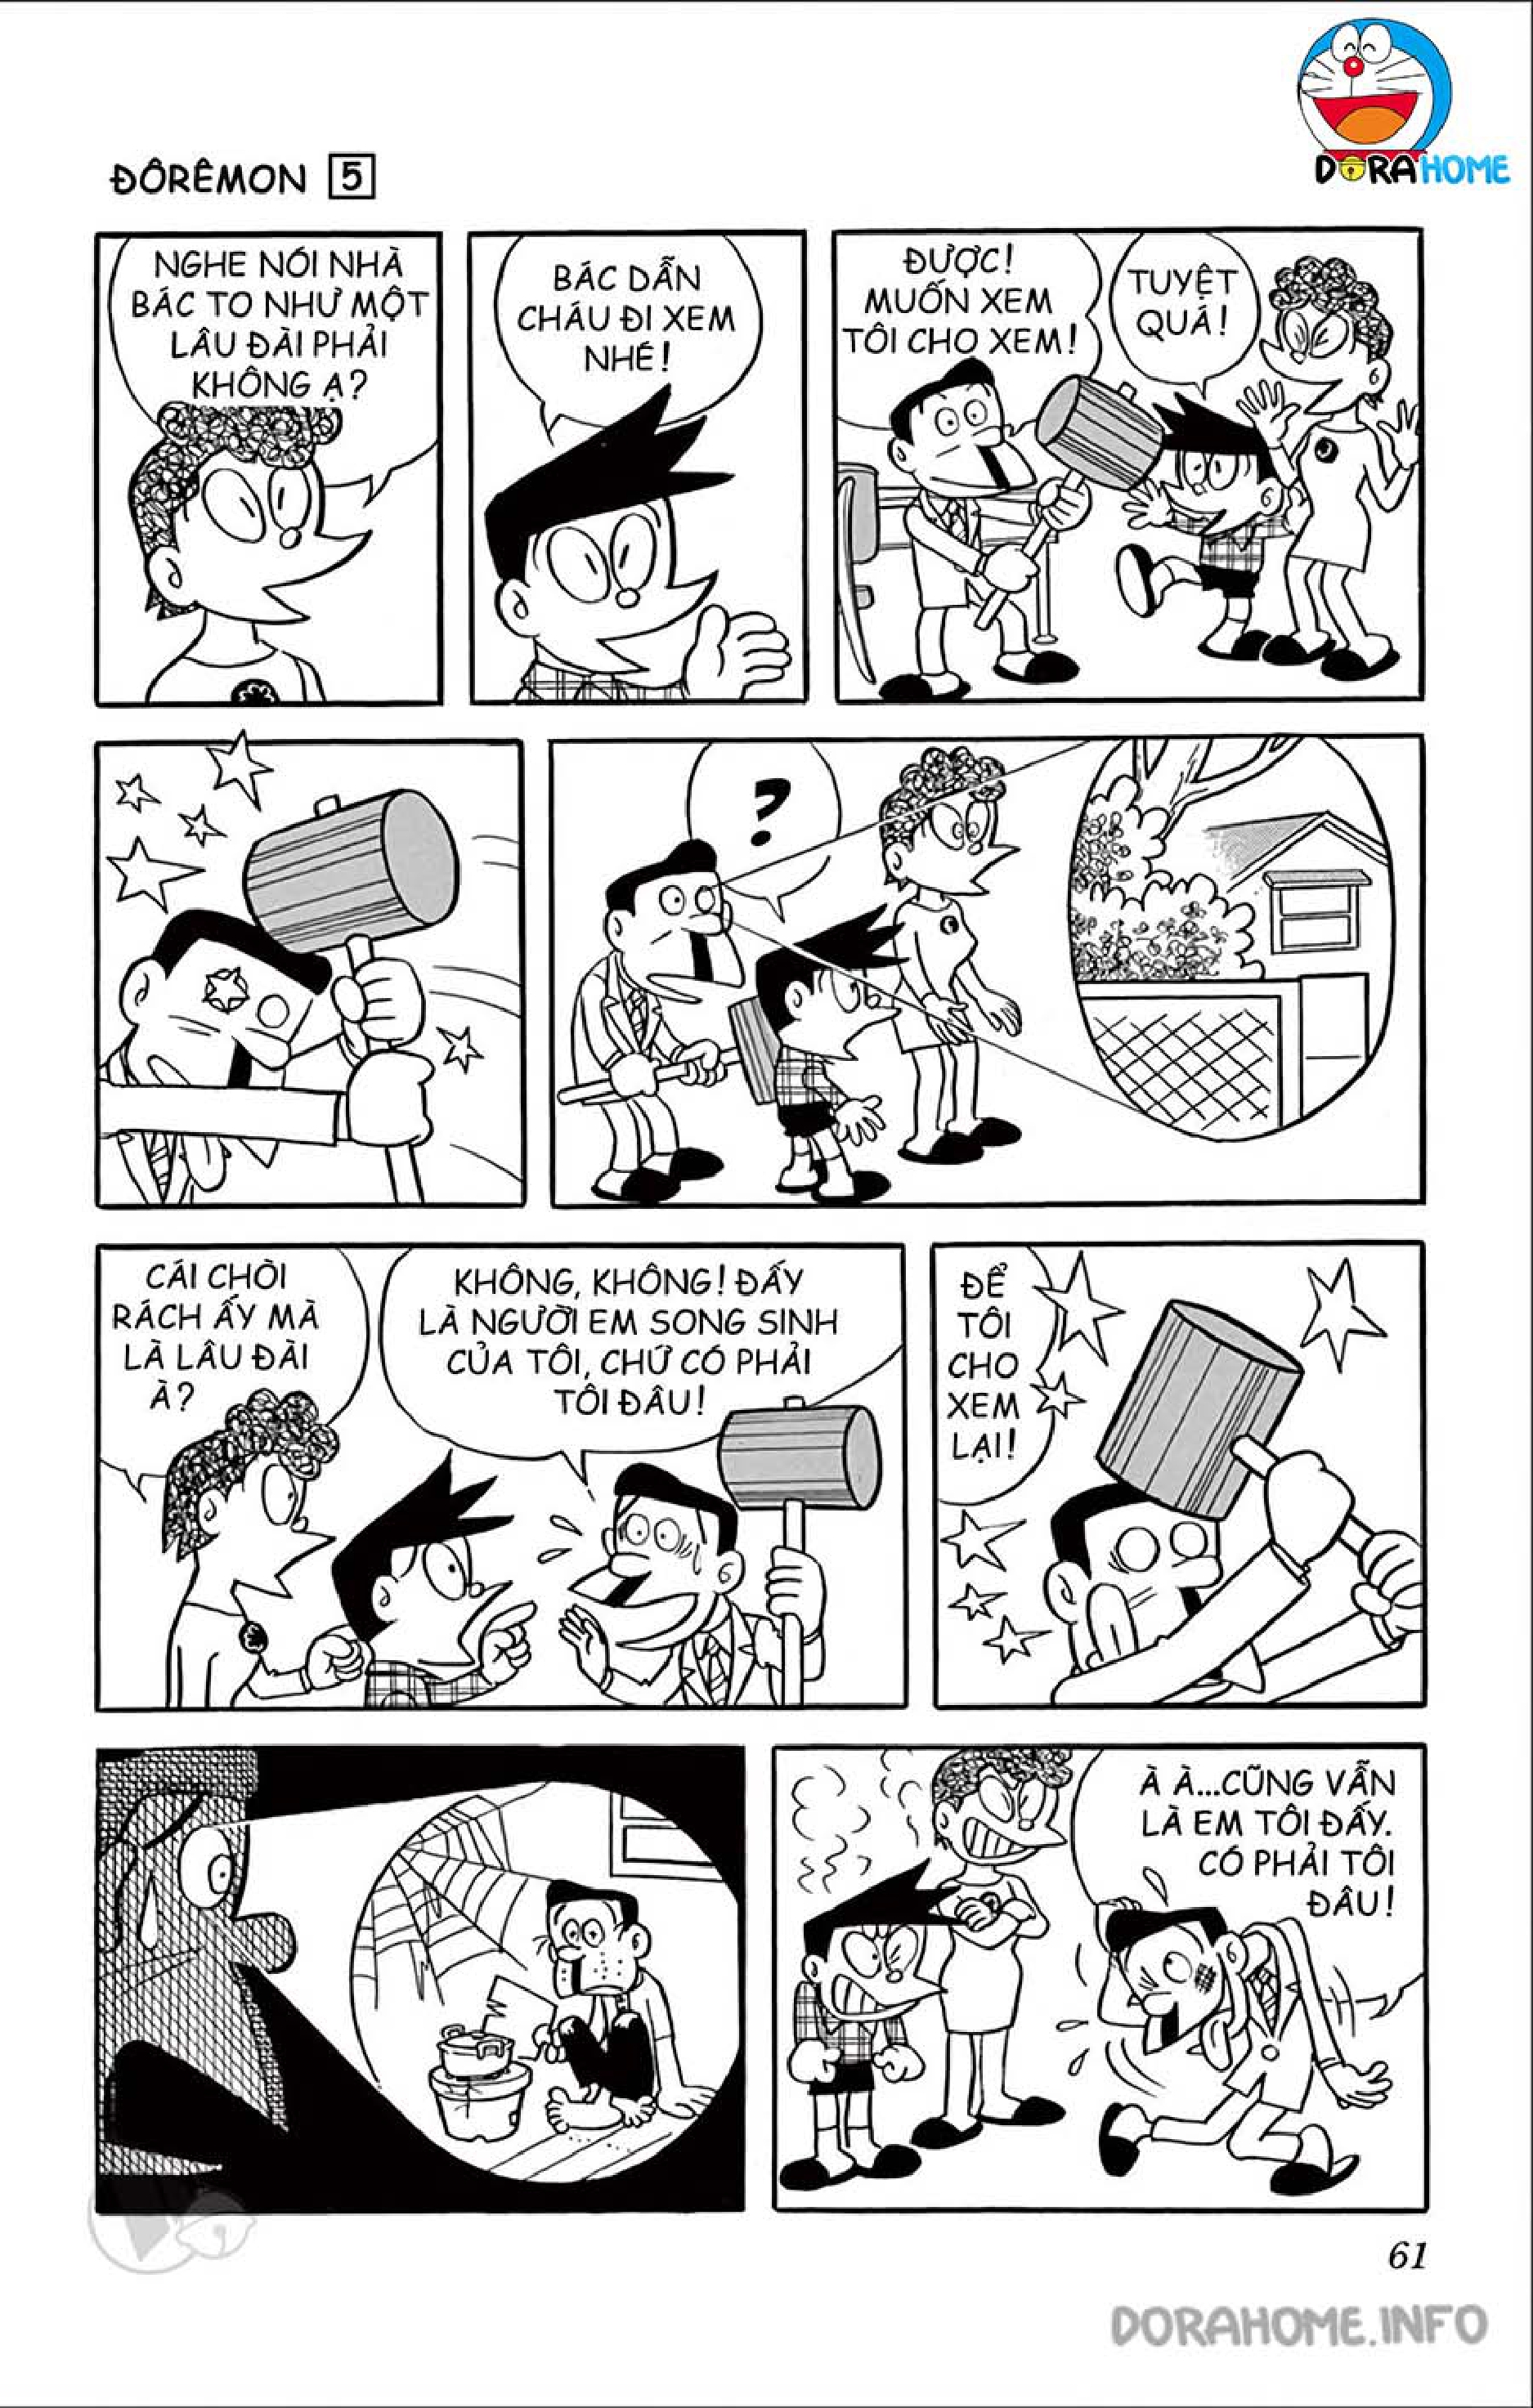 DORAHOME
ĐÔRÊMON 5
NGHE NÓI NHÀ
BÁC TO NHƯ MỘT
LÂU ĐÀI PHẢI
KHÔNG Ạ?
BÁC DẪN
CHÁU ĐI XEM
NHÉ!
ĐƯỢC!
MUỐN XEM
TÔI CHO XEM!
TUYỆT
QUÁ!
?
CÁI CHÒI
RÁCH ẤY MÀ
LÀ LÂU ĐÀI
À?
KHÔNG, KHÔNG! ĐẤY
LÀ NGƯỜI EM SONG SINH
CỦA TÔI, CHỨ CÓ PHẢI
TÔI ĐÂU!
ĐỂ
TÔI
CHO
XEM
LẠI!
À À...CŨNG VẪN
LÀ EM TÔI ĐẤY.
CÓ PHẢI TÔI
ĐÂU!
61
DORAHOME.INFO